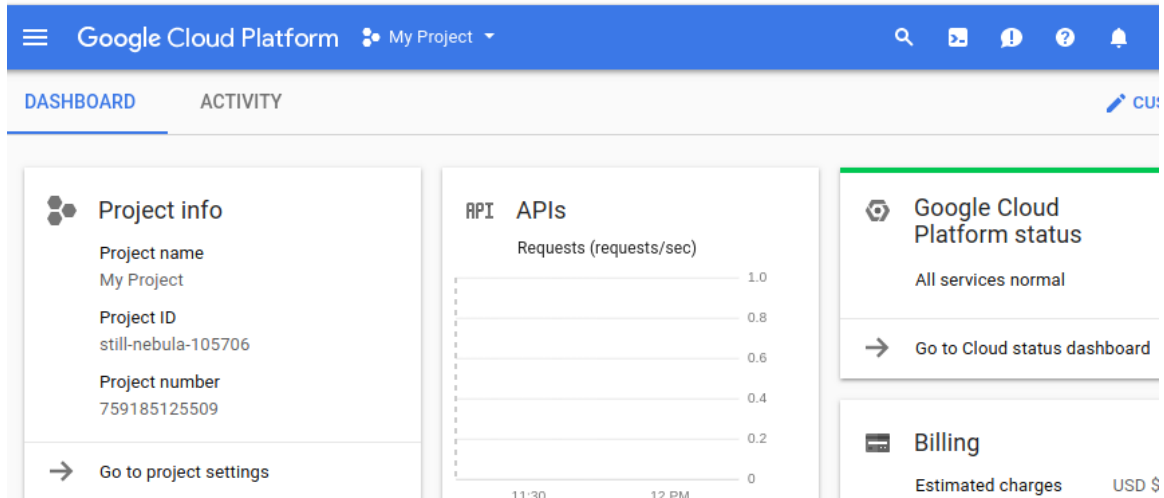 Google Cloud Platform My Project
DASHBOARD ACTIVITY
Project info
Project name
My Project
Project ID
still-nebula-105706
Project number
759185125509
Go to project settings
API APIs
Requests (requests/sec)
1.0
0.8
0.6
0.4
0.2
0
11:30 12 PM
Google Cloud
Platform status
All services normal
Go to Cloud status dashboard
Billing
Estimated charges USD $